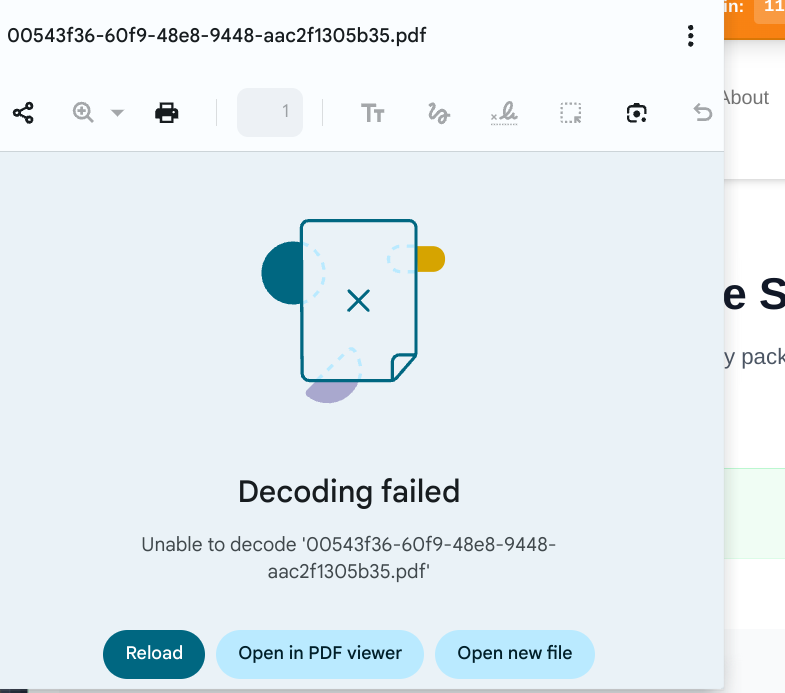 00543f36-60f9-48e8-9448-aac2f1305b35.pdf
in: 11
About
1
Tт
e S
y pack
Decoding failed
Unable to decode '00543f36-60f9-48e8-9448-
aac2f1305b35.pdf'
Reload
Open in PDF viewer
Open new file